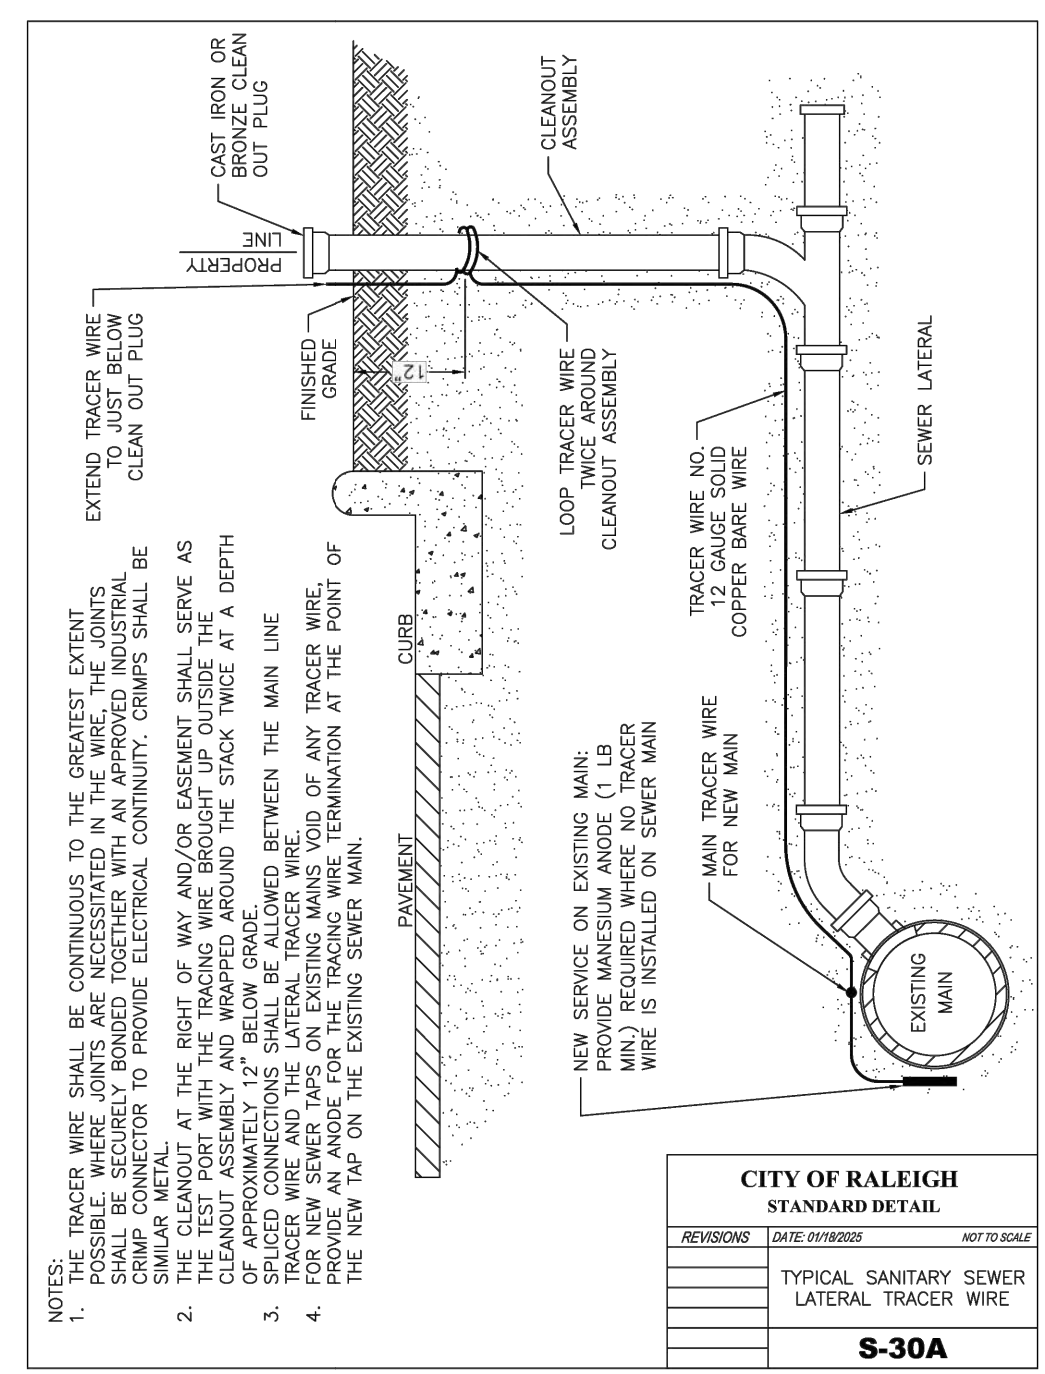 NOTES:
1. THE TRACER WIRE SHALL BE CONTINUOUS TO THE GREATEST EXTENT
POSSIBLE. WHERE JOINTS ARE NECESSITATED IN THE WIRE, THE JOINTS
SHALL BE SECURELY BONDED TOGETHER WITH AN APPROVED INDUSTRIAL
CRIMP CONNECTOR TO PROVIDE ELECTRICAL CONTINUITY. CRIMPS SHALL BE
SIMILAR METAL.
2. THE CLEANOUT AT THE RIGHT OF WAY AND/OR EASEMENT SHALL SERVE AS
THE TEST PORT WITH THE TRACING WIRE BROUGHT UP OUTSIDE THE
CLEANOUT ASSEMBLY AND WRAPPED AROUND THE STACK TWICE AT A DEPTH
OF APPROXIMATELY 12" BELOW GRADE.
3. SPLICED CONNECTIONS SHALL BE ALLOWED BETWEEN THE MAIN LINE
TRACER WIRE AND THE LATERAL TRACER WIRE.
4. FOR NEW SEWER TAPS ON EXISTING MAINS VOID OF ANY TRACER WIRE,
PROVIDE AN ANODE FOR THE TRACING WIRE TERMINATION AT THE POINT OF
THE NEW TAP ON THE EXISTING SEWER MAIN.
EXTEND TRACER WIRE
TO JUST BELOW
CLEAN OUT PLUG
PROPERTY
LINE
CAST IRON OR
BRONZE CLEAN
OUT PLUG
FINISHED
GRADE
12"
CURB
PAVEMENT
CLEANOUT
ASSEMBLY
LOOP TRACER WIRE
TWICE AROUND
CLEANOUT ASSEMBLY
TRACER WIRE NO.
12 GAUGE SOLID
COPPER BARE WIRE
SEWER LATERAL
NEW SERVICE ON EXISTING MAIN:
PROVIDE MANESIUM ANODE (1 LB
MIN.) REQUIRED WHERE NO TRACER
WIRE IS INSTALLED ON SEWER MAIN
MAIN TRACER WIRE
FOR NEW MAIN
EXISTING
MAIN
CITY OF RALEIGH
STANDARD DETAIL
REVISIONS
DATE: 01/18/2025
NOT TO SCALE
TYPICAL SANITARY SEWER
LATERAL TRACER WIRE
S-30A